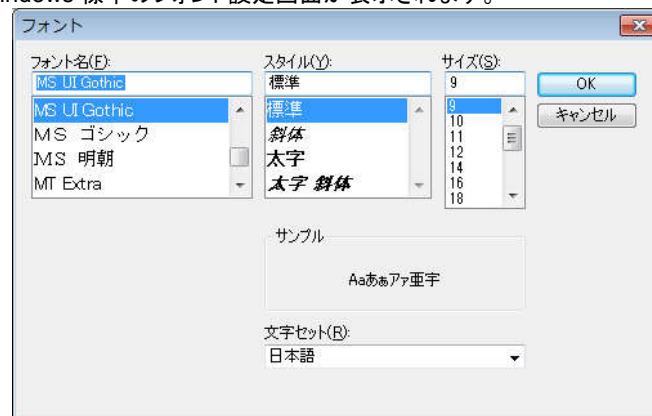 indows 標準のフォント設定画面が表示されます。
フォント
フォント名(F):
MS UI Gothic
MS UI Gothic
ＭＳ ゴシック
ＭＳ 明朝
MT Extra
スタイル(Y):
標準
標準
斜体
太字
太字 斜体
サイズ(S):
9
9
10
11
12
14
16
18
OK
キャンセル
サンプル
Aaあぁアァ亜宇
文字セット(R):
日本語